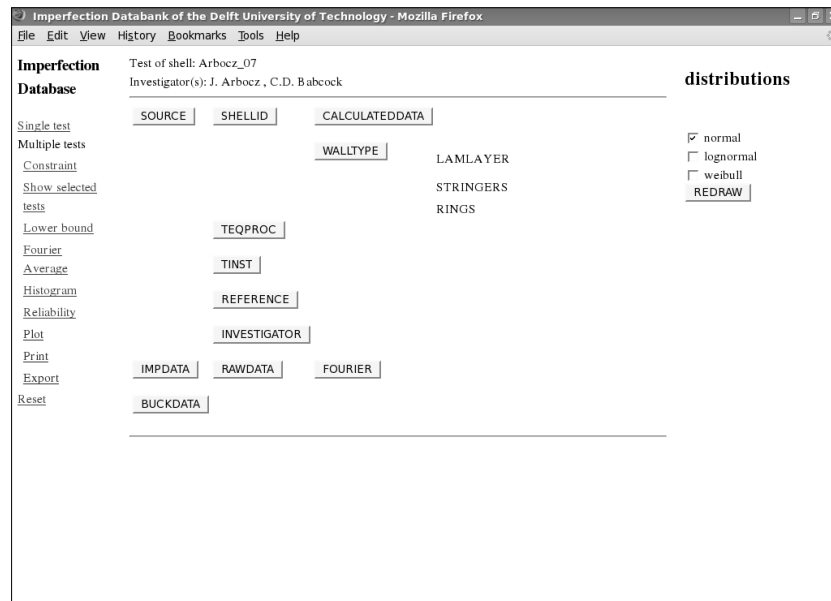 Imperfection Databank of the Delft University of Technology - Mozilla Firefox
File Edit View History Bookmarks Tools Help
Imperfection
Database
Single test
Multiple tests
Constraint
Show selected
tests
Lower bound
Fourier
Average
Histogram
Reliability
Plot
Print
Export
Reset
Test of shell: Arbocz_07
Investigator(s): J. Arbocz , C.D. Babcock
SOURCE SHELLID CALCULATEDDATA
WALLTYPE LAMLAYER
STRINGERS
RINGS
TEQPROC
TINST
REFERENCE
INVESTIGATOR
IMPDATA RAWDATA FOURIER
BUCKDATA
distributions
normal
lognormal
weibull
REDRAW